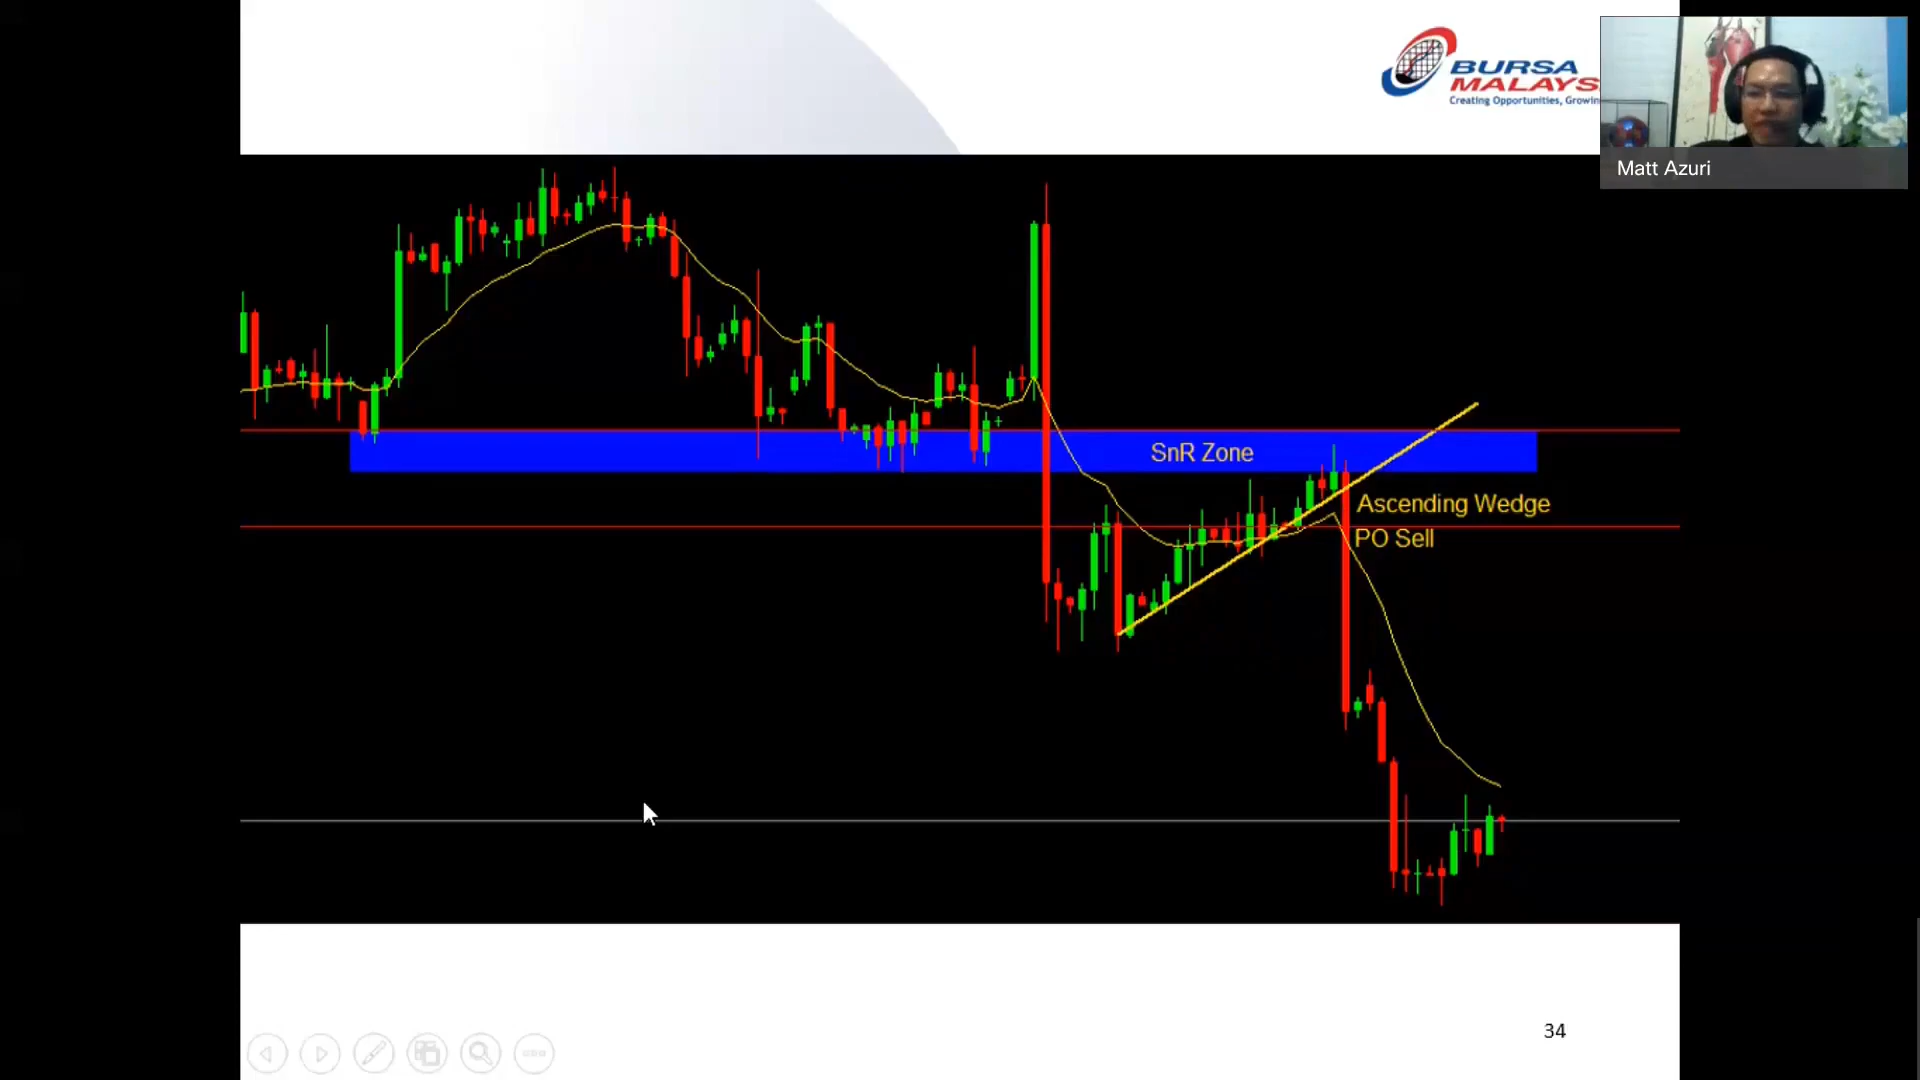 BURSA
MALAYS
Creating Opportunities, Growin
Matt Azuri
SnR Zone
Ascending Wedge
PO Sell
34